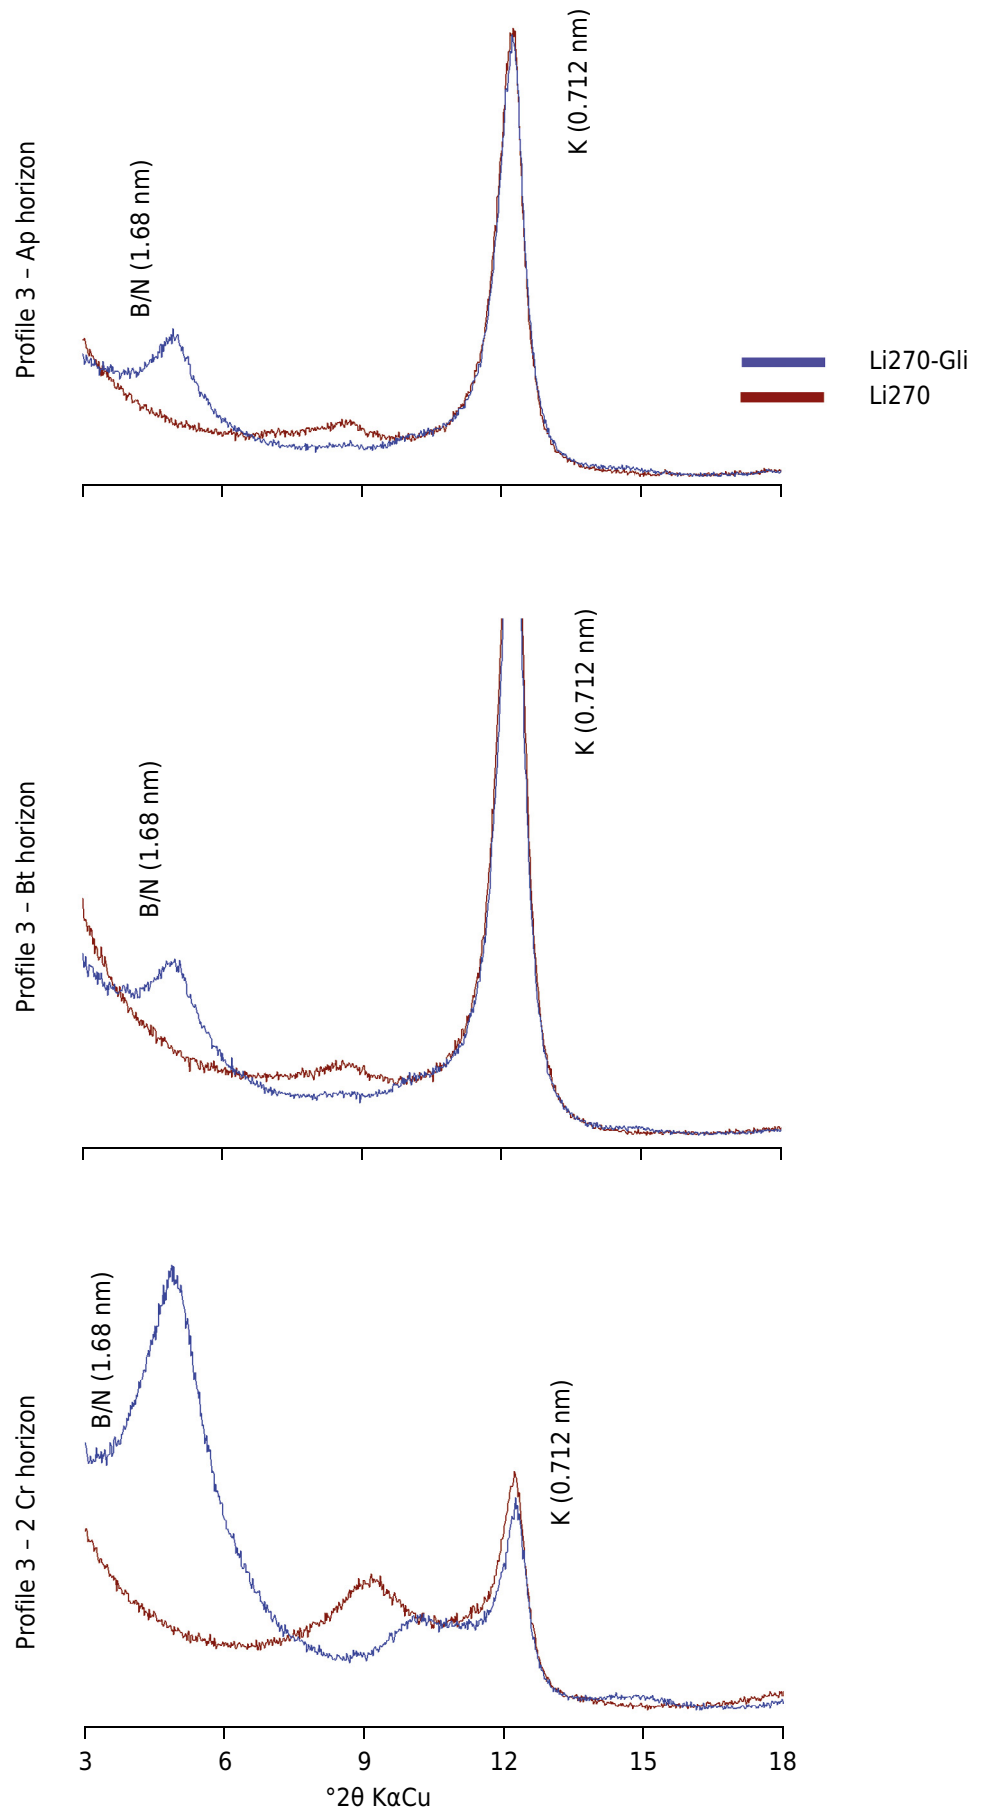 Profile 3 – Ap horizon
B/N (1.68 nm)
K (0.712 nm)
Li270-Gli
Li270
Profile 3 – Bt horizon
B/N (1.68 nm)
K (0.712 nm)
Profile 3 – 2 Cr horizon
B/N (1.68 nm)
K (0.712 nm)
3 6 9 12 15 18
°2θ KαCu